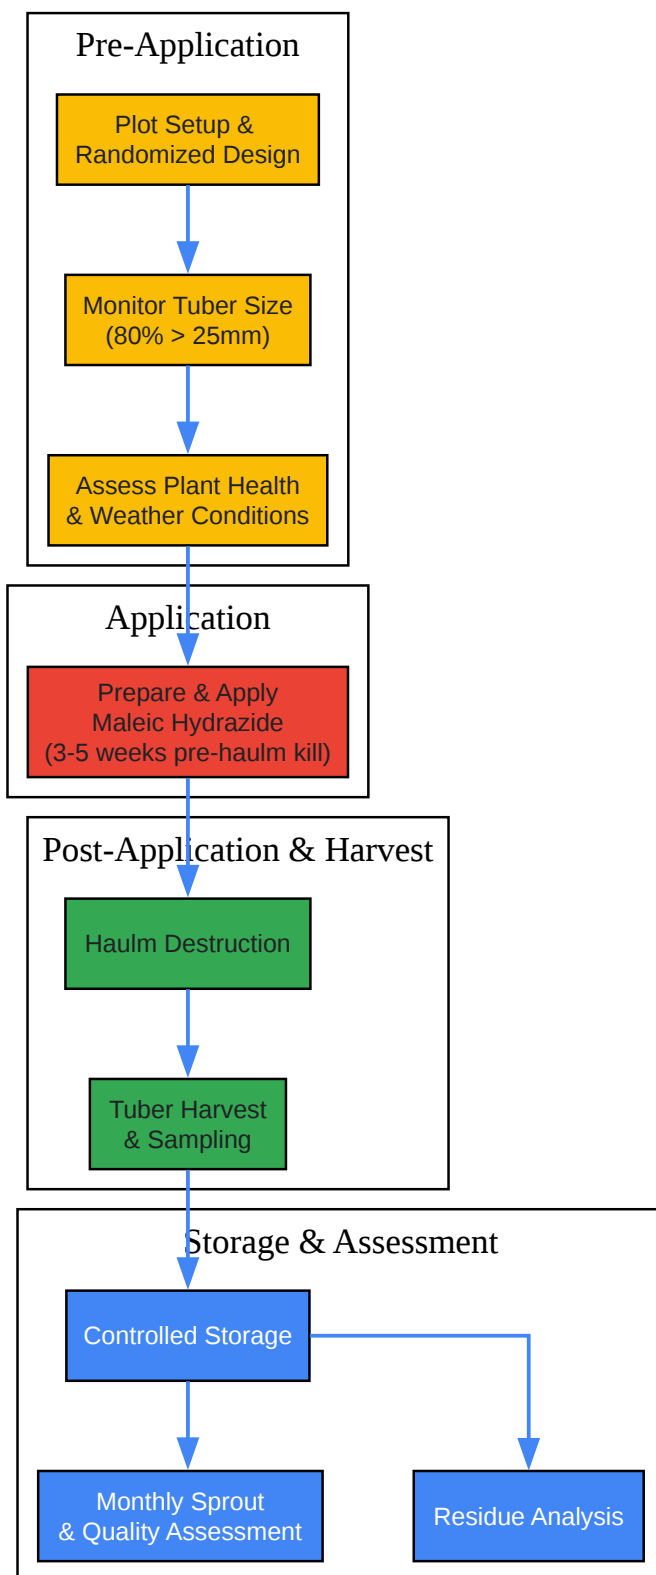 Pre-Application
Plot Setup &
Randomized Design
Monitor Tuber Size
(80% > 25mm)
Assess Plant Health
& Weather Conditions
Application
Prepare & Apply
Maleic Hydrazide
(3-5 weeks pre-haulm kill)
Post-Application & Harvest
Haulm Destruction
Tuber Harvest
& Sampling
Storage & Assessment
Controlled Storage
Monthly Sprout
& Quality Assessment
Residue Analysis